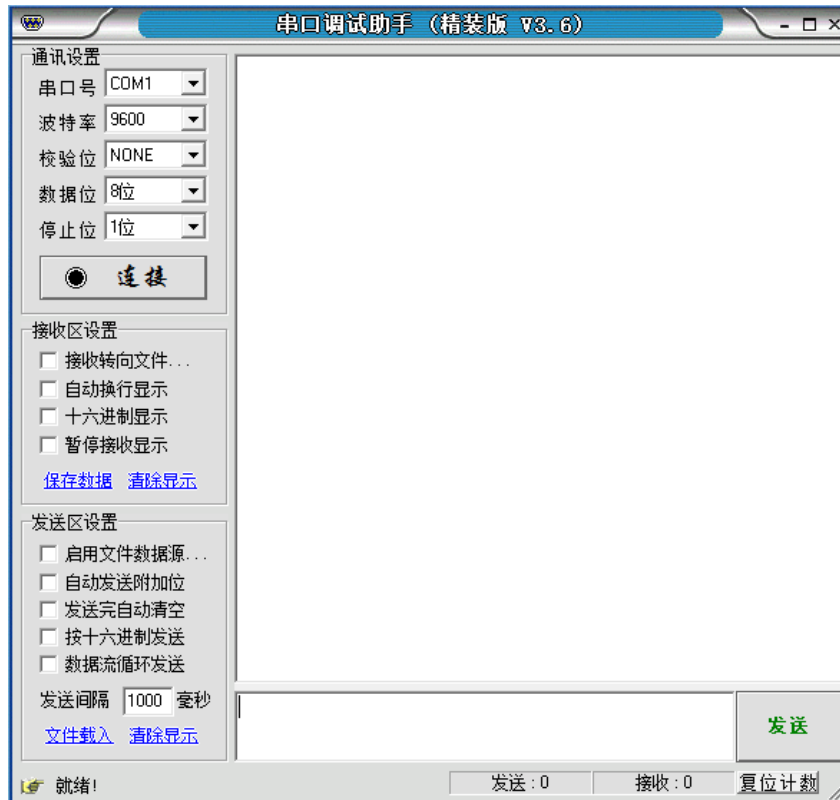 串口调试助手 (精装版 V3.6)
通讯设置
串口号 COM1
波特率 9600
校验位 NONE
数据位 8位
停止位 1位
连接
接收区设置
接收转向文件...
自动换行显示
十六进制显示
暂停接收显示
保存数据 清除显示
发送区设置
启用文件数据源...
自动发送附加位
发送完自动清空
按十六进制发送
数据流循环发送
发送间隔 1000 毫秒
文件载入 清除显示
发送
就绪! 发送:0 接收:0 复位计数